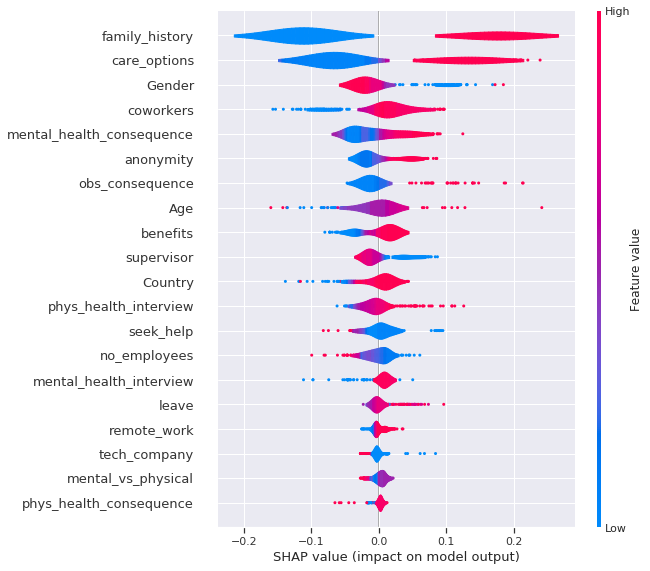 High
family_history
care_options
Gender
coworkers
mental_health_consequence
anonymity
obs_consequence
Age
benefits
supervisor
Country
phys_health_interview
seek_help
no_employees
mental_health_interview
leave
remote_work
tech_company
mental_vs_physical
phys_health_consequence
Feature value
Low
−0.2 −0.1 0.0 0.1 0.2
SHAP value (impact on model output)